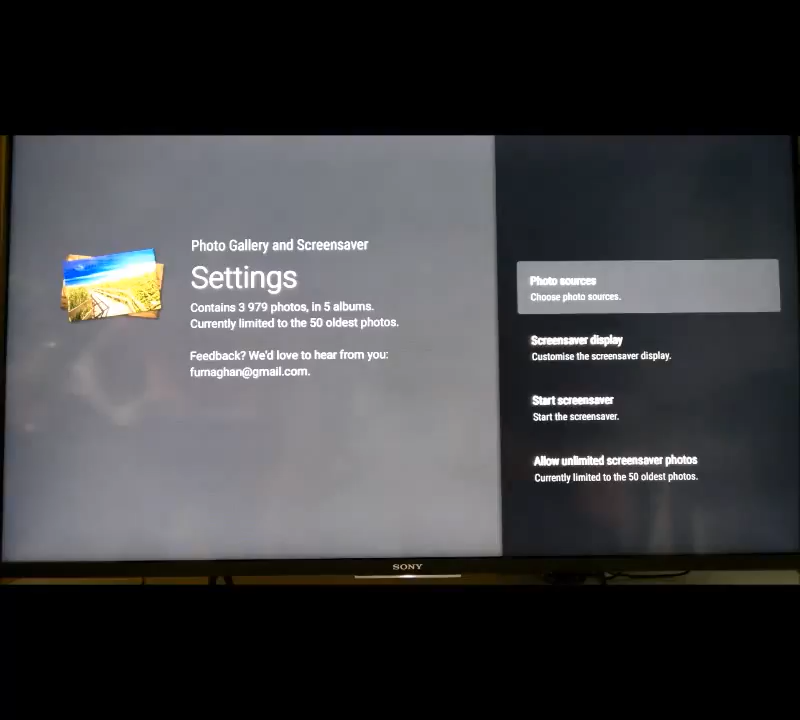 Photo Gallery and Screensaver
Settings
Contains 3 979 photos, in 5 albums.
Currently limited to the 50 oldest photos.
Feedback? We'd love to hear from you:
furnaghan@gmail.com.
Photo sources
Choose photo sources.
Screensaver display
Customise the screensaver display.
Start screensaver
Start the screensaver.
Allow unlimited screensaver photos
Currently limited to the 50 oldest photos.
SONY